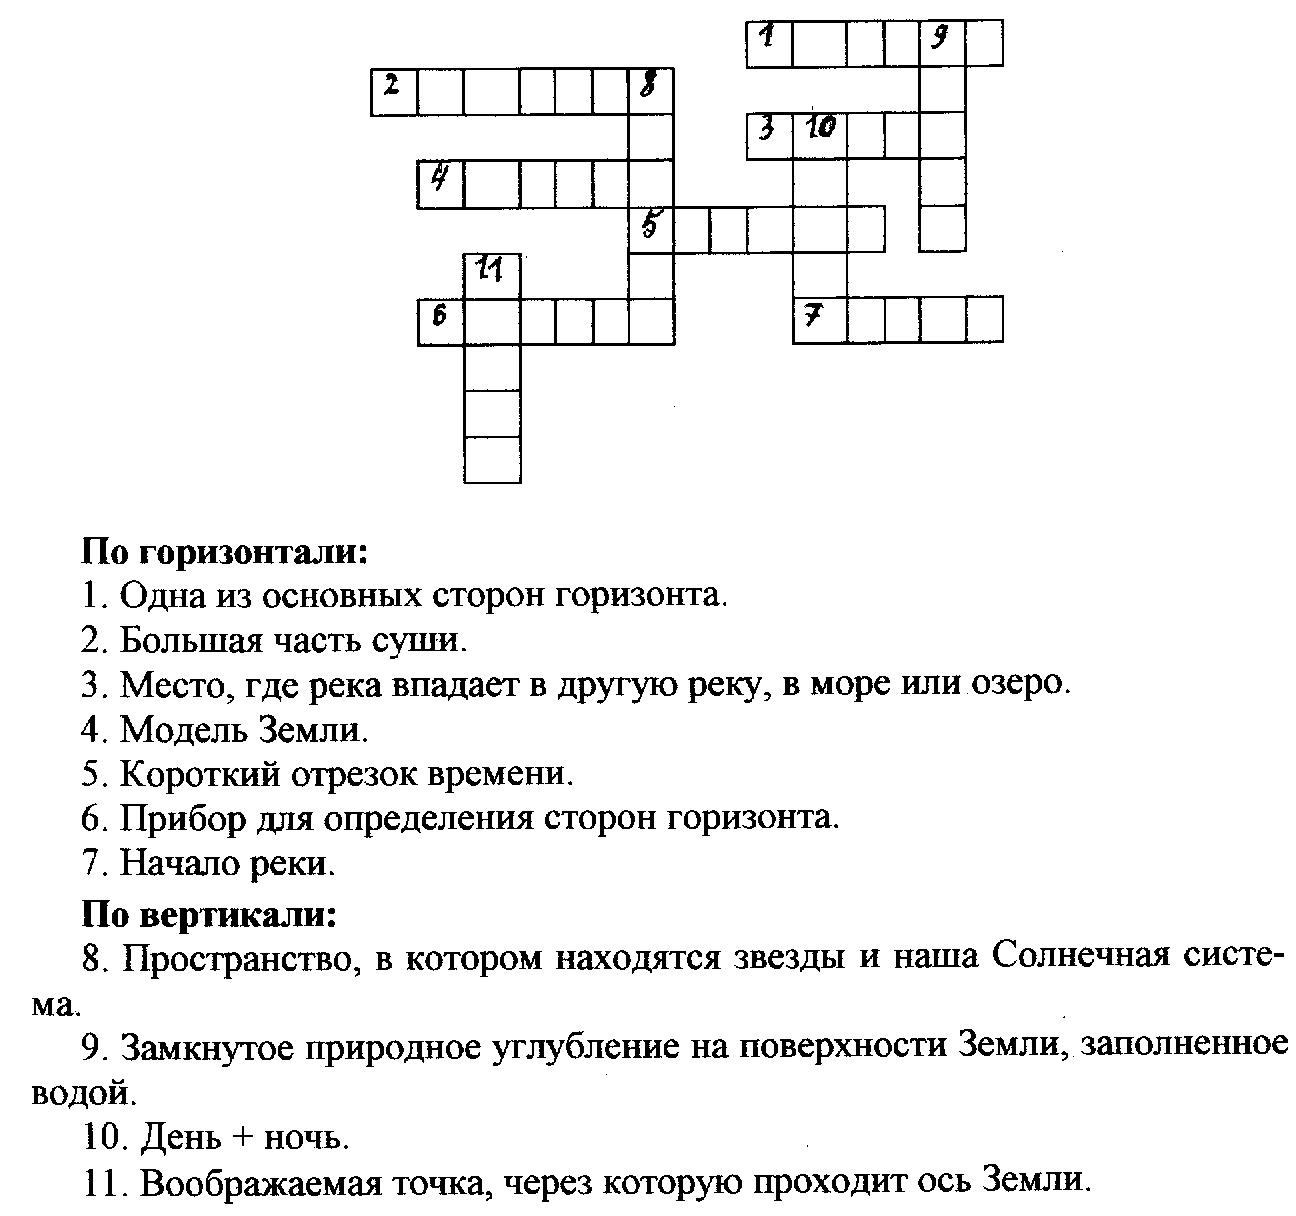 1 9
2 8
3 10
4
5
11
6 7
По горизонтали:
1. Одна из основных сторон горизонта.
2. Большая часть суши.
3. Место, где река впадает в другую реку, в море или озеро.
4. Модель Земли.
5. Короткий отрезок времени.
6. Прибор для определения сторон горизонта.
7. Начало реки.
По вертикали:
8. Пространство, в котором находятся звезды и наша Солнечная систе-
ма.
9. Замкнутое природное углубление на поверхности Земли, заполненное
водой.
10. День + ночь.
11. Воображаемая точка, через которую проходит ось Земли.